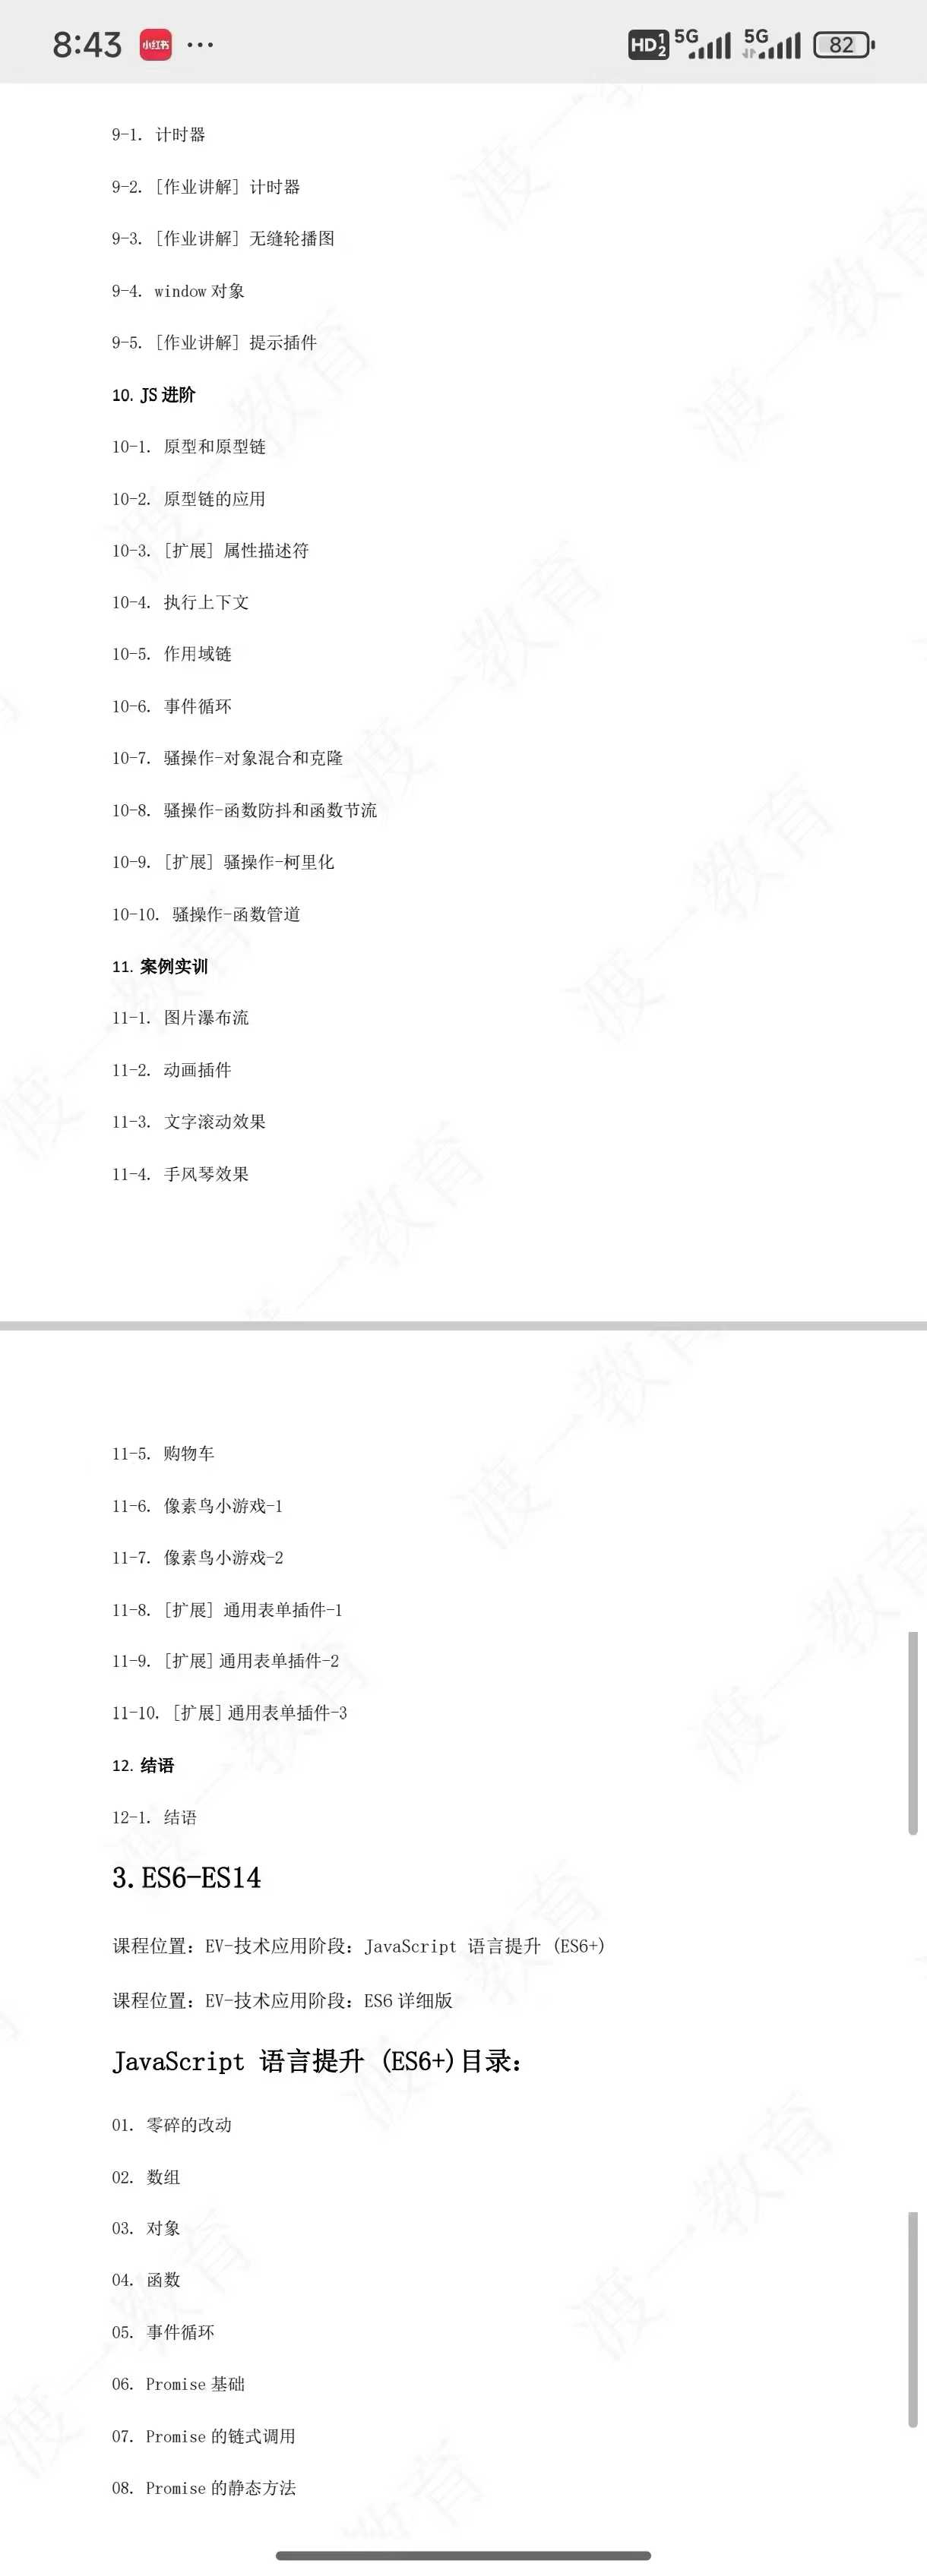 8:43 小红书 ... HD 1 2 5G 5G 82
9-1. 计时器
9-2. [作业讲解] 计时器
9-3. [作业讲解] 无缝轮播图
9-4. window 对象
9-5. [作业讲解] 提示插件
10. JS 进阶
10-1. 原型和原型链
10-2. 原型链的应用
10-3. [扩展] 属性描述符
10-4. 执行上下文
10-5. 作用域链
10-6. 事件循环
10-7. 骚操作-对象混合和克隆
10-8. 骚操作-函数防抖和函数节流
10-9. [扩展] 骚操作-柯里化
10-10. 骚操作-函数管道
11. 案例实训
11-1. 图片瀑布流
11-2. 动画插件
11-3. 文字滚动效果
11-4. 手风琴效果
11-5. 购物车
11-6. 像素鸟小游戏-1
11-7. 像素鸟小游戏-2
11-8. [扩展] 通用表单插件-1
11-9. [扩展] 通用表单插件-2
11-10. [扩展] 通用表单插件-3
12. 结语
12-1. 结语
3. ES6-ES14
课程位置：EV-技术应用阶段：JavaScript 语言提升 (ES6+)
课程位置：EV-技术应用阶段：ES6 详细版
JavaScript 语言提升 (ES6+)目录：
01. 零碎的改动
02. 数组
03. 对象
04. 函数
05. 事件循环
06. Promise 基础
07. Promise 的链式调用
08. Promise 的静态方法
渡一教育